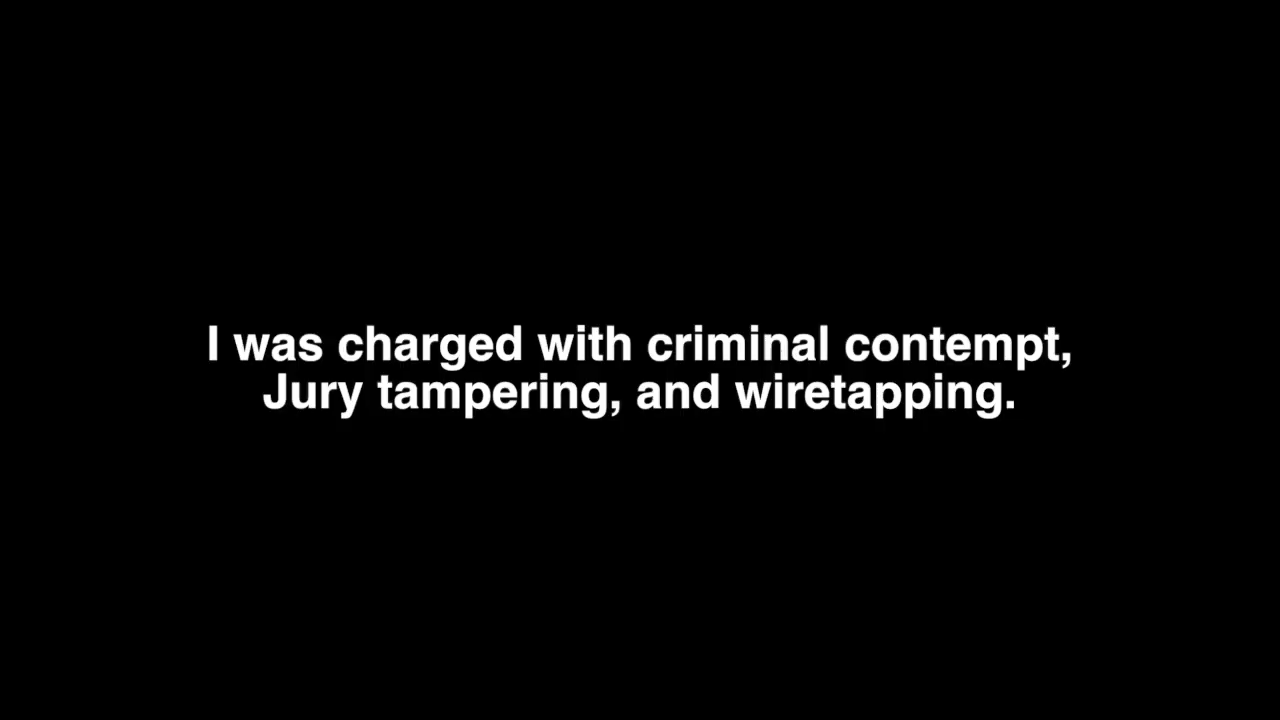 I was charged with criminal contempt,
Jury tampering, and wiretapping.